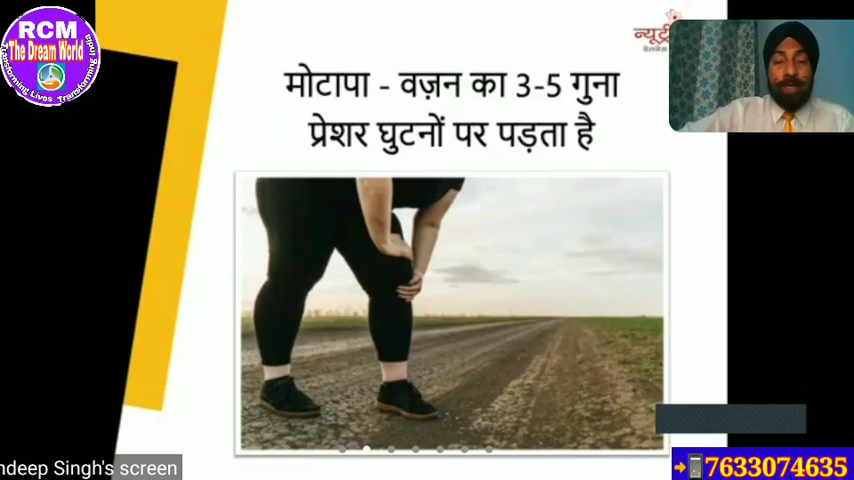 RCM
The Dream World
Transforming Lives Transforming India
मोटापा - वज़न का 3-5 गुना
प्रेशर घुटनों पर पड़ता है
ndeep Singh's screen
7633074635